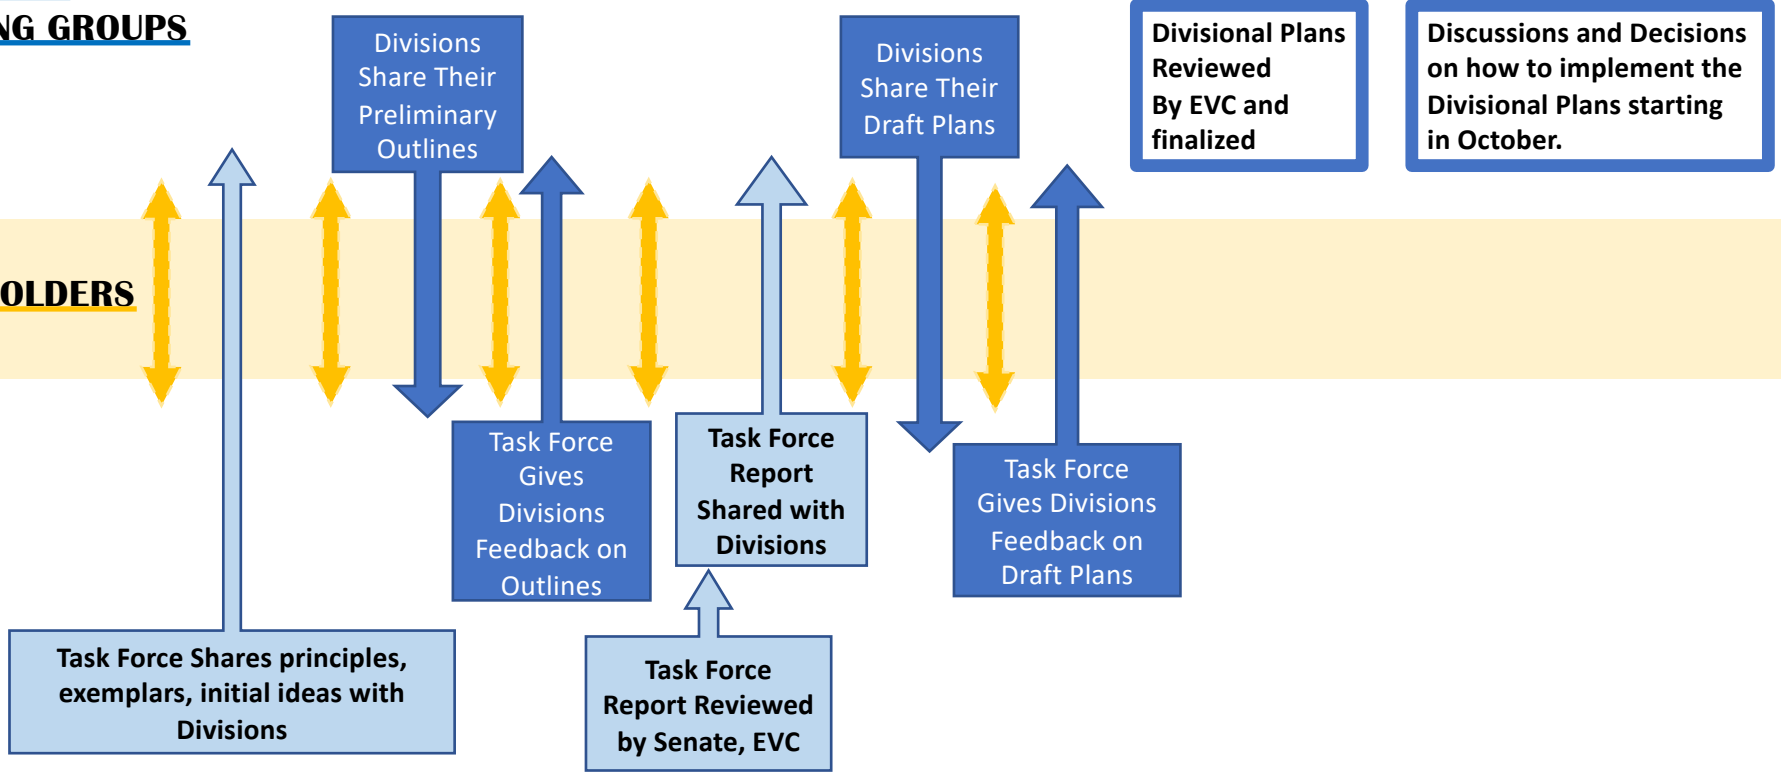 NG GROUPS
Divisions
Share Their
Preliminary
Outlines
Divisions
Share Their
Draft Plans
Divisional Plans
Reviewed
By EVC and
finalized
Discussions and Decisions
on how to implement the
Divisional Plans starting
in October.
OLDERS
Task Force
Gives
Divisions
Feedback on
Outlines
Task Force
Report
Shared with
Divisions
Task Force
Gives Divisions
Feedback on
Draft Plans
Task Force Shares principles,
exemplars, initial ideas with
Divisions
Task Force
Report Reviewed
by Senate, EVC